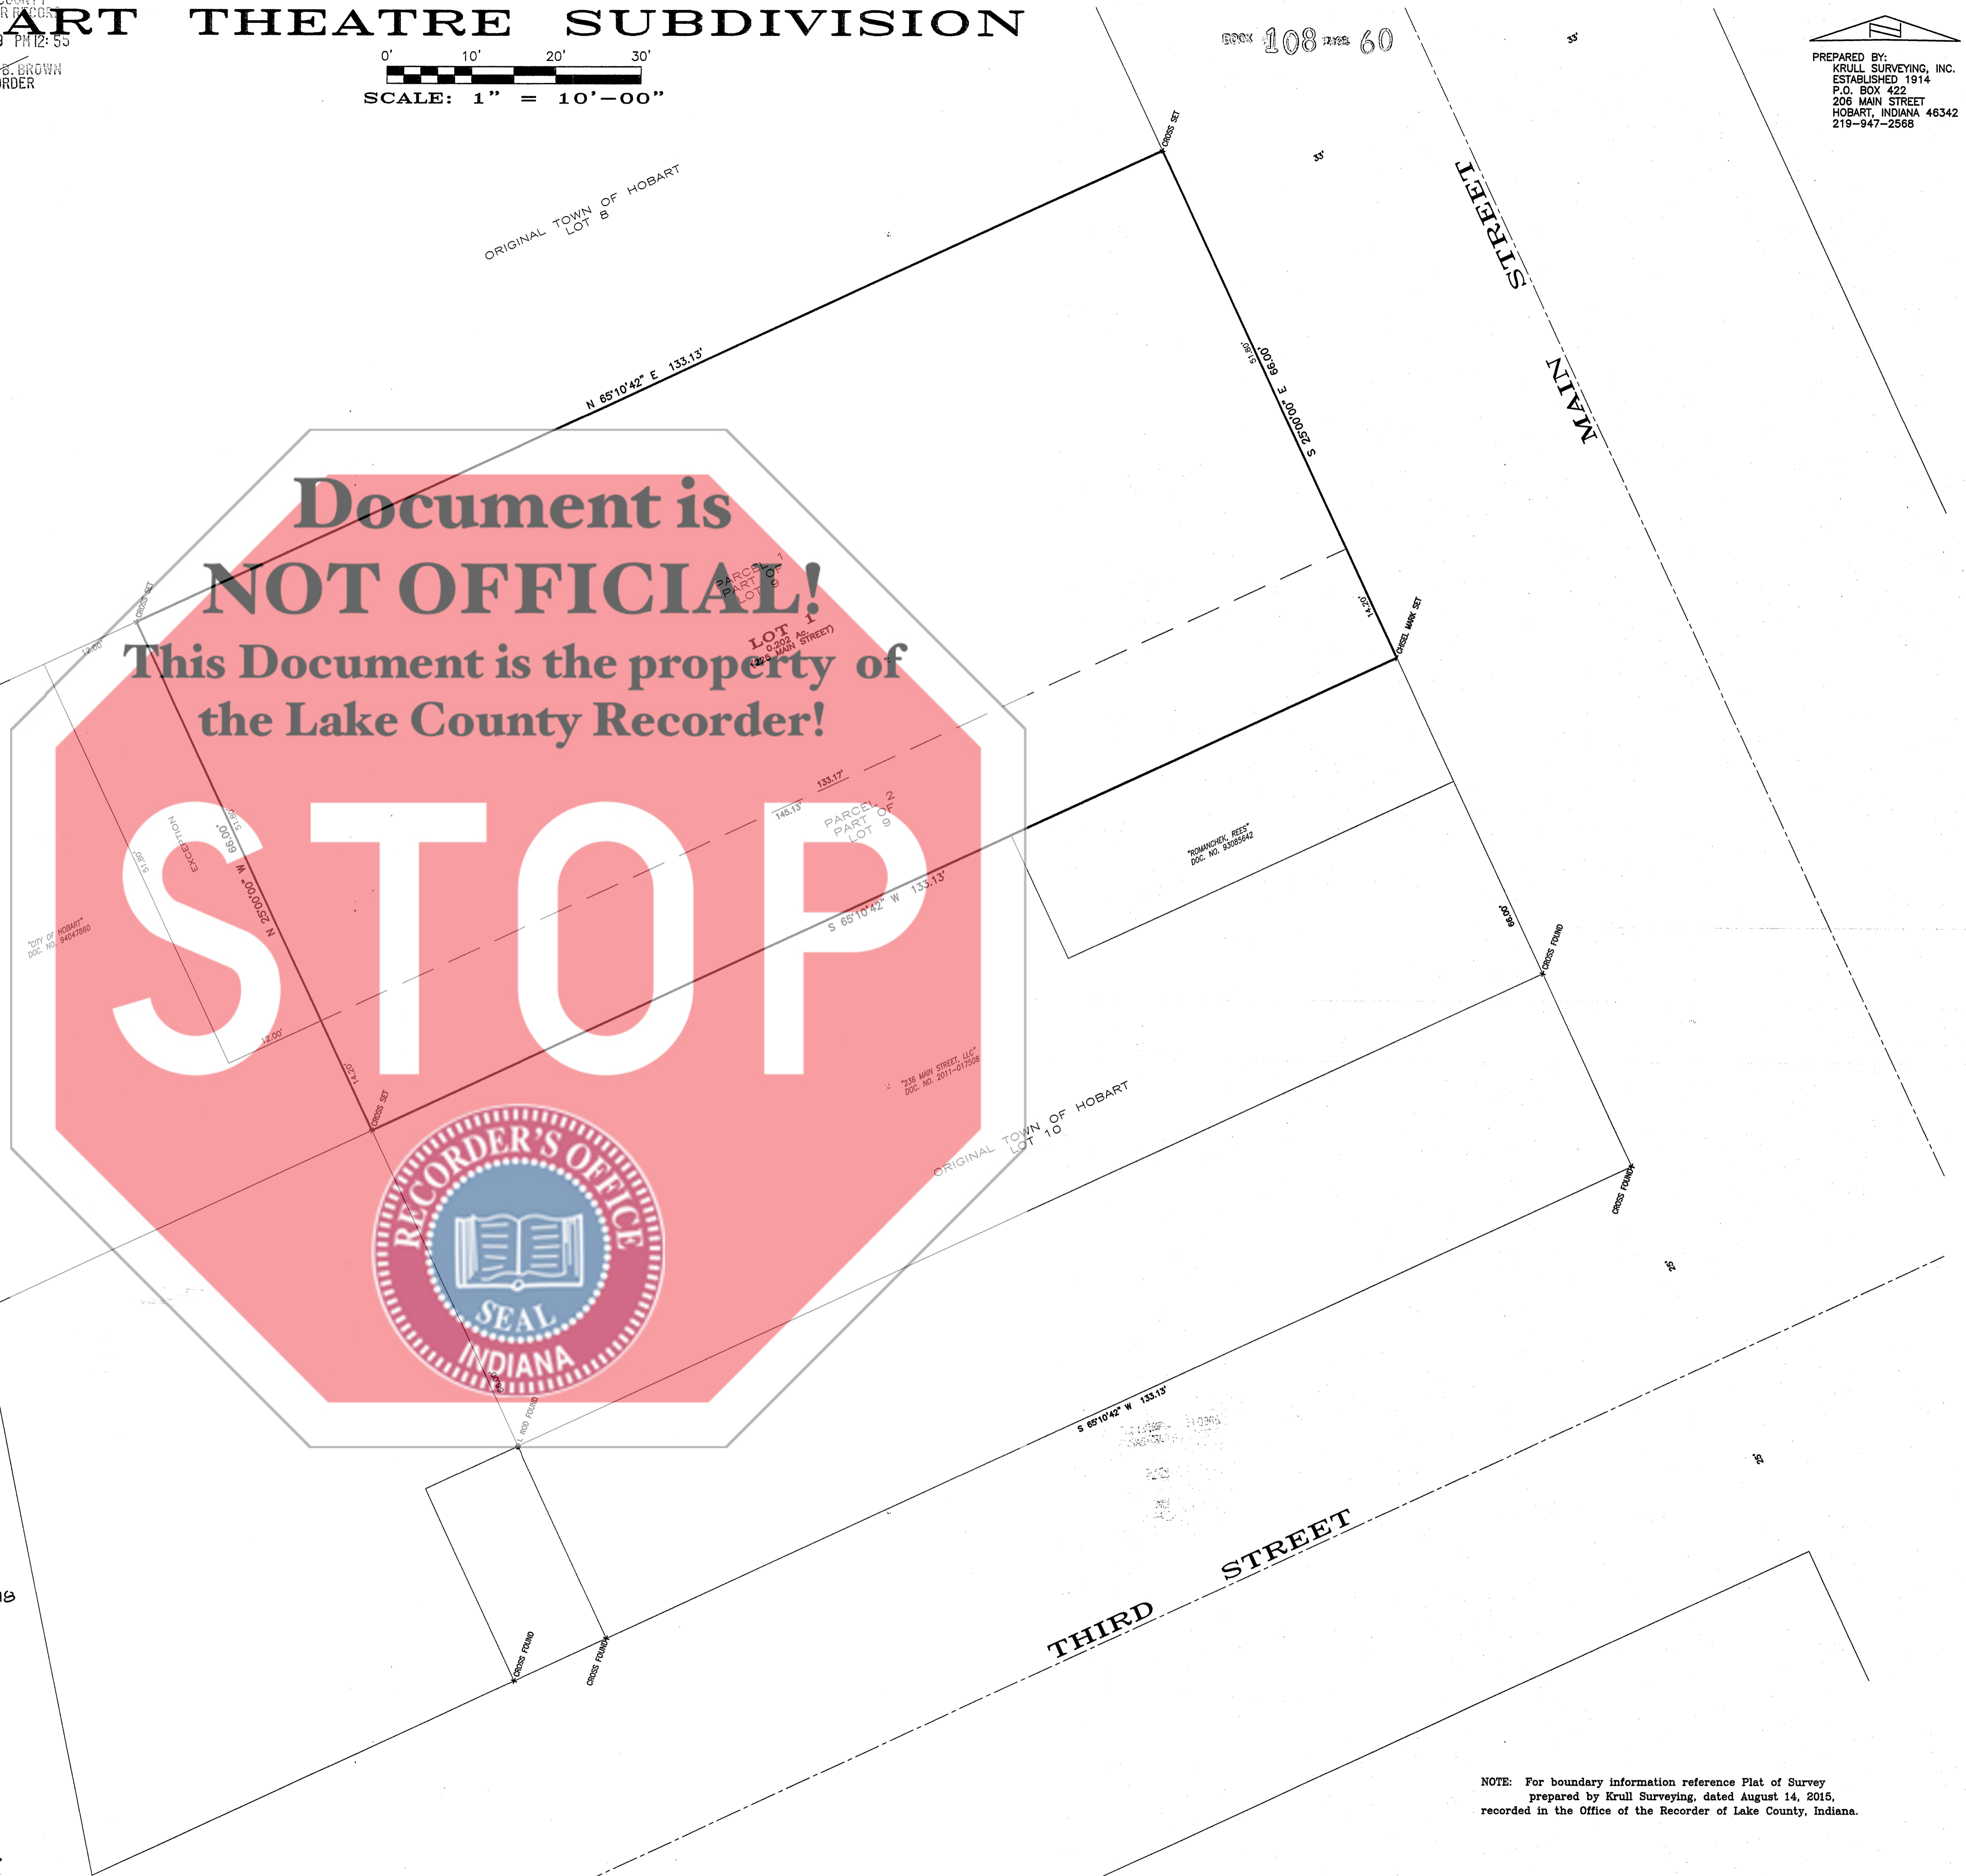 ART THEATRE SUBDIVISION
PM 12:55
B. BROWN
0' 10' 20' 30'
SCALE: 1" = 10'-00"
BOOK 108 PAGE 60
PREPARED BY:
KRULL SURVEYING, INC.
ESTABLISHED 1914
P.O. BOX 422
206 MAIN STREET
HOBART, INDIANA 46342
219-947-2568
33'
33'
CROSS SET
ORIGINAL TOWN OF HOBART
LOT 8
MAIN STREET
N 65°10'42" E 133.13'
51.80'
S 25°00'00" E 66.00'
14.20'
CHISEL MARK SET
Document is
NOT OFFICIAL!
This Document is the property of
the Lake County Recorder!
STOP
PARCEL 1
PART OF
LOT 9
LOT 1
0.202 Ac.
(225 MAIN STREET)
CROSS SET
12.00'
133.17'
145.13'
PARCEL 2
PART OF
LOT 9
EXCEPTION
51.80'
51.80'
N 25°00'00" W 66.00'
"CITY OF HOBART"
DOC. NO. 94047860
S 65°10'42" W 133.13'
"ROMANCHEK, REES"
DOC. NO. 93085642
66.00'
CROSS FOUND
12.00'
14.20'
CROSS SET
"236 MAIN STREET, LLC"
DOC. NO. 2011-017508
ORIGINAL TOWN OF HOBART
LOT 10
RECORDER'S OFFICE
SEAL
INDIANA
CROSS FOUND
25'
66.00'
ROD FOUND
S 65°10'42" W 133.13'
25'
THIRD STREET
CROSS FOUND
CROSS FOUND
NOTE: For boundary information reference Plat of Survey
prepared by Krull Surveying, dated August 14, 2015,
recorded in the Office of the Recorder of Lake County, Indiana.